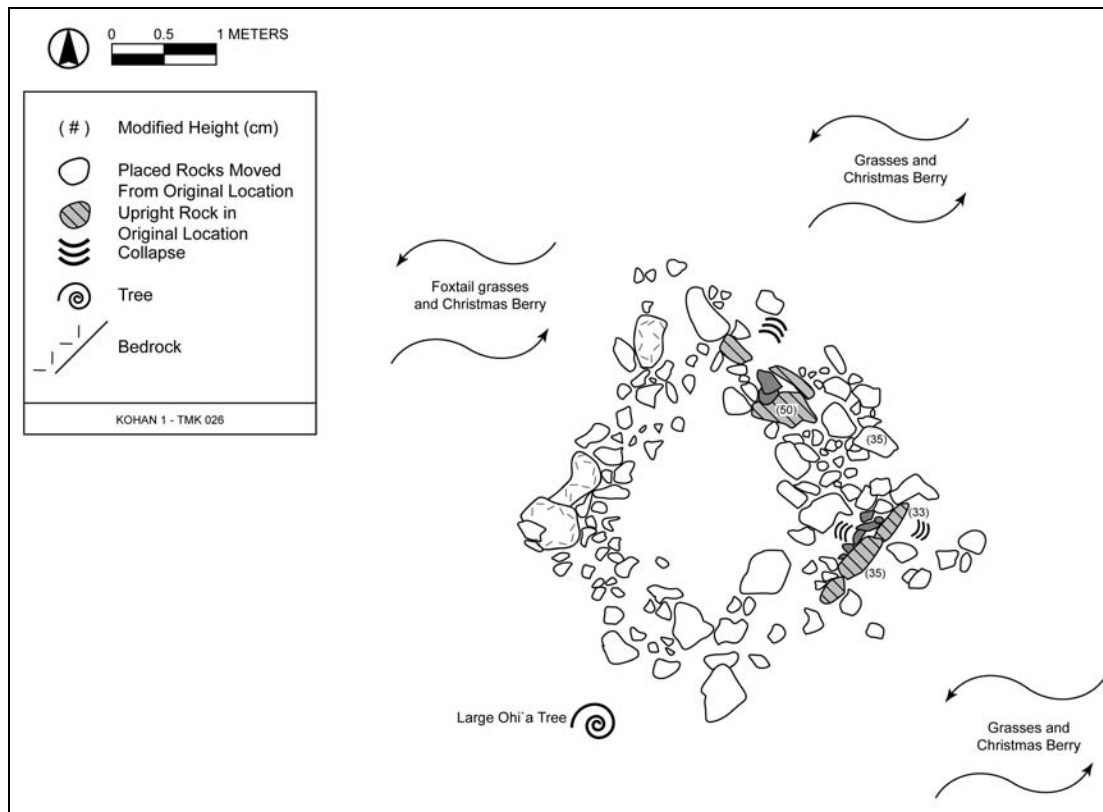 0 0.5 1 METERS
( # ) Modified Height (cm)
Placed Rocks Moved
From Original Location
Upright Rock in
Original Location
Collapse
Tree
Bedrock
KOHAN 1 - TMK 026
Grasses and
Christmas Berry
Foxtail grasses
and Christmas Berry
(50)
(35)
(33)
(35)
Large Ohi`a Tree
Grasses and
Christmas Berry